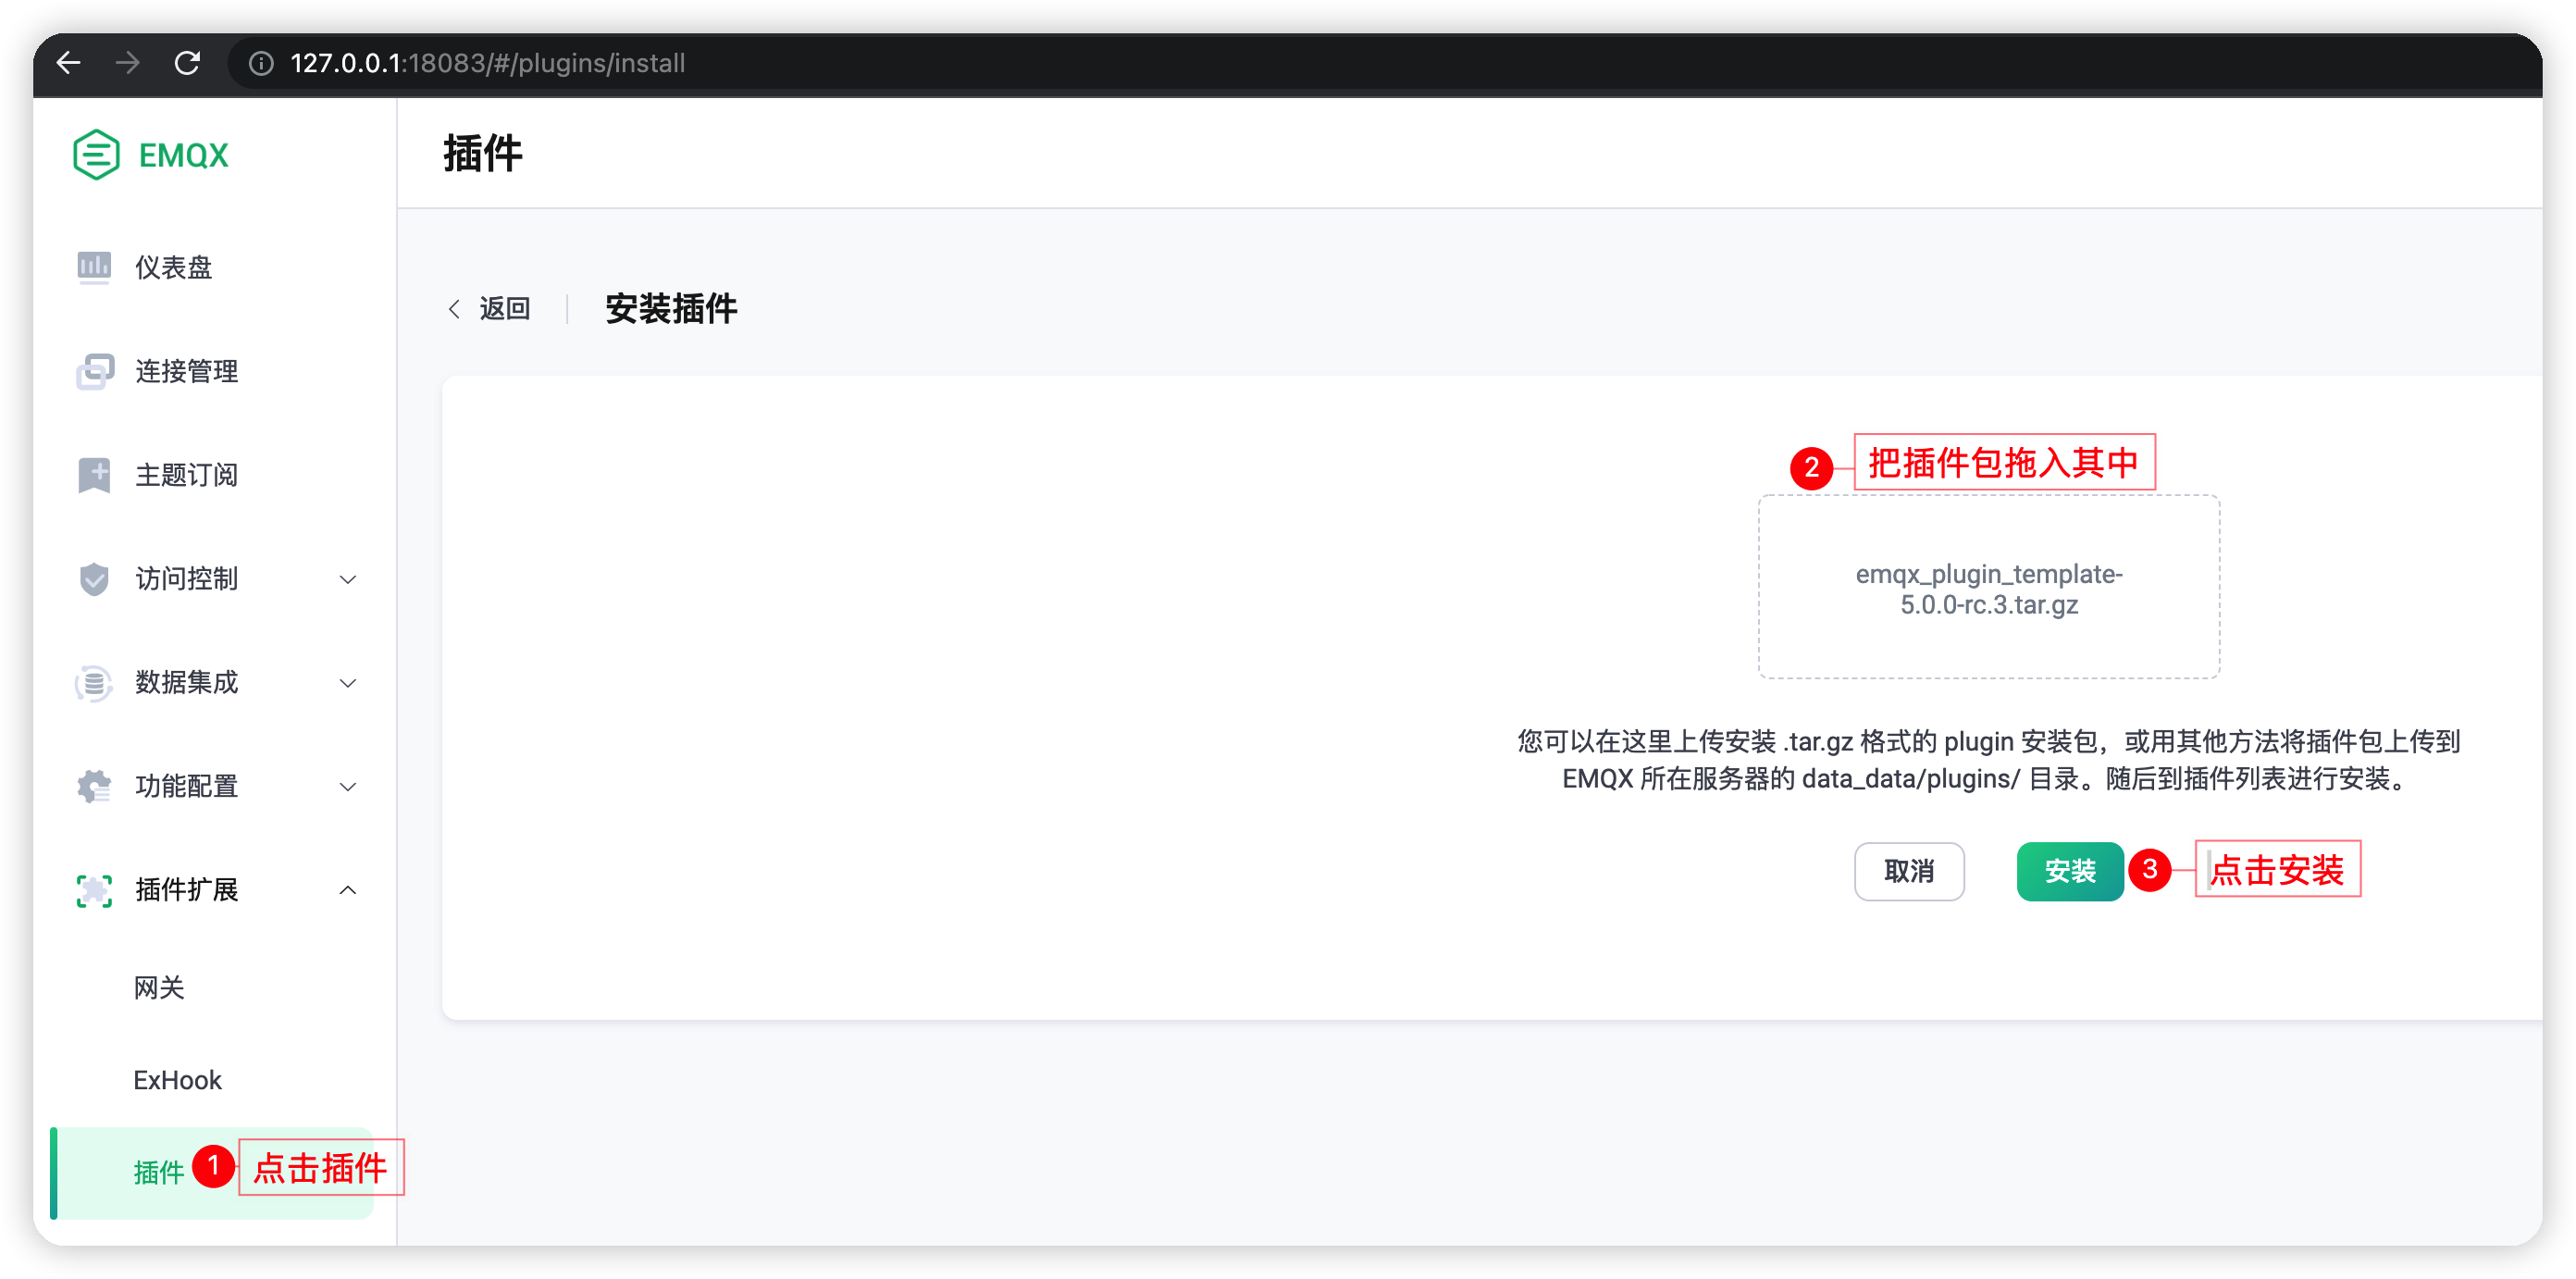 127.0.0.1:18083/#/plugins/install
EMQX
插件
仪表盘
返回
安装插件
连接管理
主题订阅
2 把插件包拖入其中
访问控制
emqx_plugin_template-
5.0.0-rc.3.tar.gz
数据集成
您可以在这里上传安装 .tar.gz 格式的 plugin 安装包，或用其他方法将插件包上传到
EMQX 所在服务器的 data_data/plugins/ 目录。随后到插件列表进行安装。
功能配置
取消
安装
3 点击安装
插件扩展
网关
ExHook
插件 1 点击插件